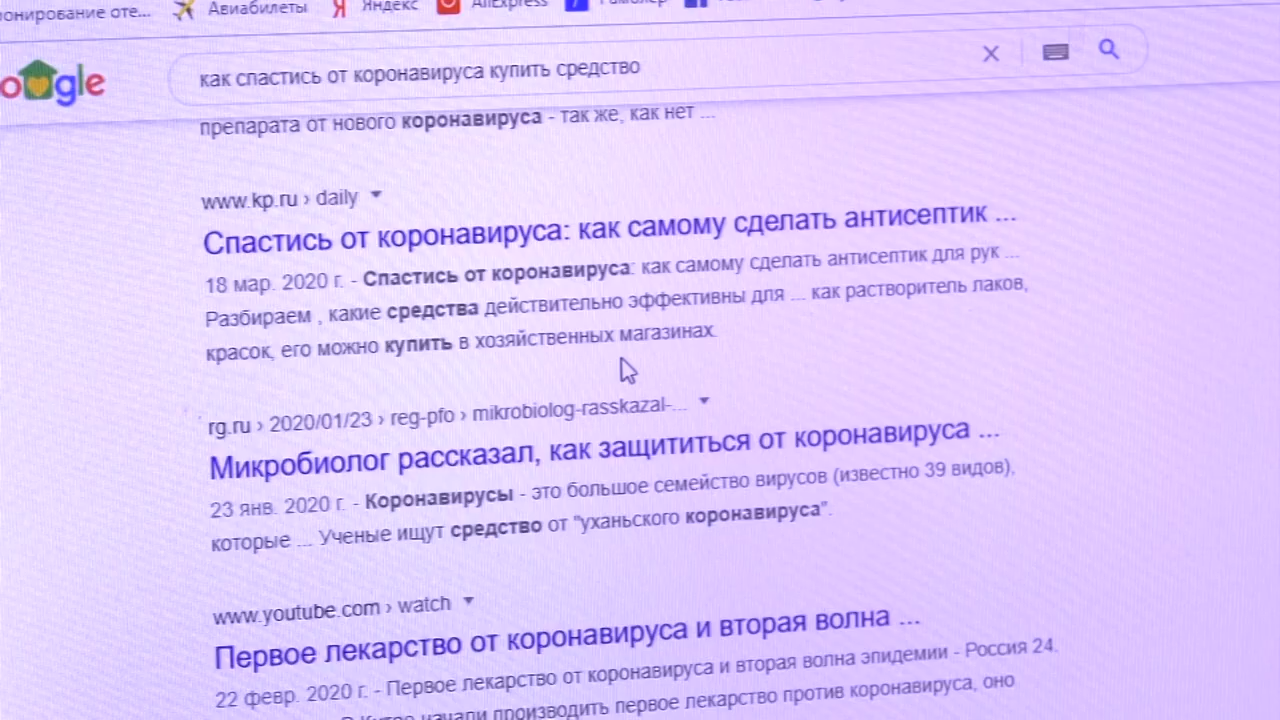 онирование оте... Авиабилеты Яндекс AliExpress
oogle
как спастись от коронавируса купить средство
препарата от нового коронавируса - так же, как нет ...
www.kp.ru › daily
Спастись от коронавируса: как самому сделать антисептик ...
18 мар. 2020 г. - Спастись от коронавируса: как самому сделать антисептик для рук ...
Разбираем , какие средства действительно эффективны для ... как растворитель лаков,
красок, его можно купить в хозяйственных магазинах.
rg.ru › 2020/01/23 › reg-pfo › mikrobiolog-rasskazal-...
Микробиолог рассказал, как защититься от коронавируса ...
23 янв. 2020 г. - Коронавирусы - это большое семейство вирусов (известно 39 видов),
которые ... Ученые ищут средство от "уханьского коронавируса".
www.youtube.com › watch
Первое лекарство от коронавируса и вторая волна ...
22 февр. 2020 г. - Первое лекарство от коронавируса и вторая волна эпидемии - Россия 24.
начали производить первое лекарство против коронавируса, оно